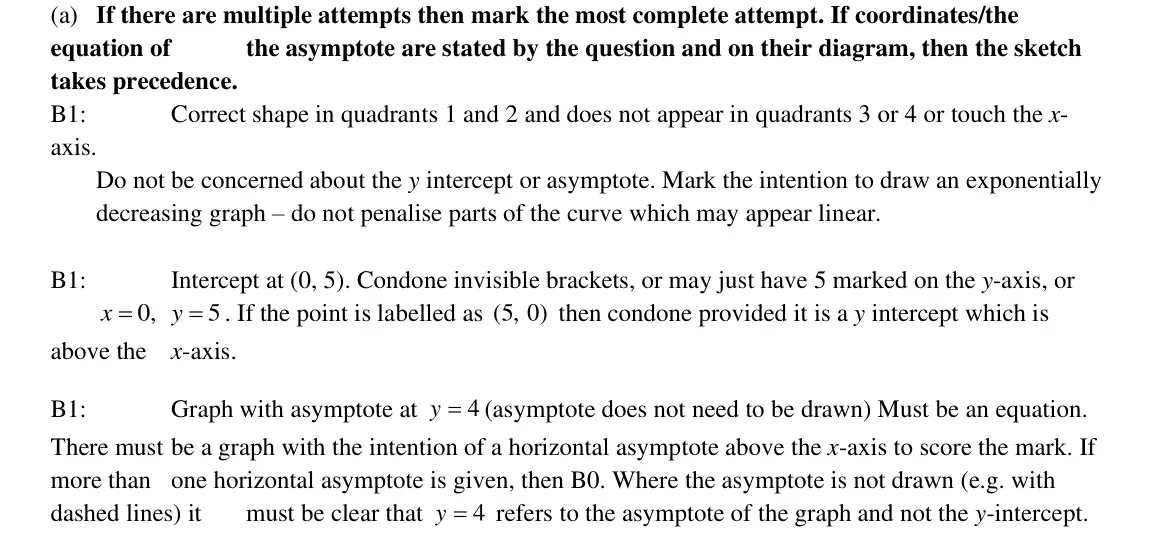 (a) If there are multiple attempts then mark the most complete attempt. If coordinates/the
equation of the asymptote are stated by the question and on their diagram, then the sketch
takes precedence.
B1: Correct shape in quadrants 1 and 2 and does not appear in quadrants 3 or 4 or touch the x-
axis.
Do not be concerned about the y intercept or asymptote. Mark the intention to draw an exponentially
decreasing graph – do not penalise parts of the curve which may appear linear.
B1: Intercept at (0, 5). Condone invisible brackets, or may just have 5 marked on the y-axis, or
x = 0, y = 5. If the point is labelled as (5, 0) then condone provided it is a y intercept which is
above the x-axis.
B1: Graph with asymptote at y = 4 (asymptote does not need to be drawn) Must be an equation.
There must be a graph with the intention of a horizontal asymptote above the x-axis to score the mark. If
more than one horizontal asymptote is given, then B0. Where the asymptote is not drawn (e.g. with
dashed lines) it must be clear that y = 4 refers to the asymptote of the graph and not the y-intercept.